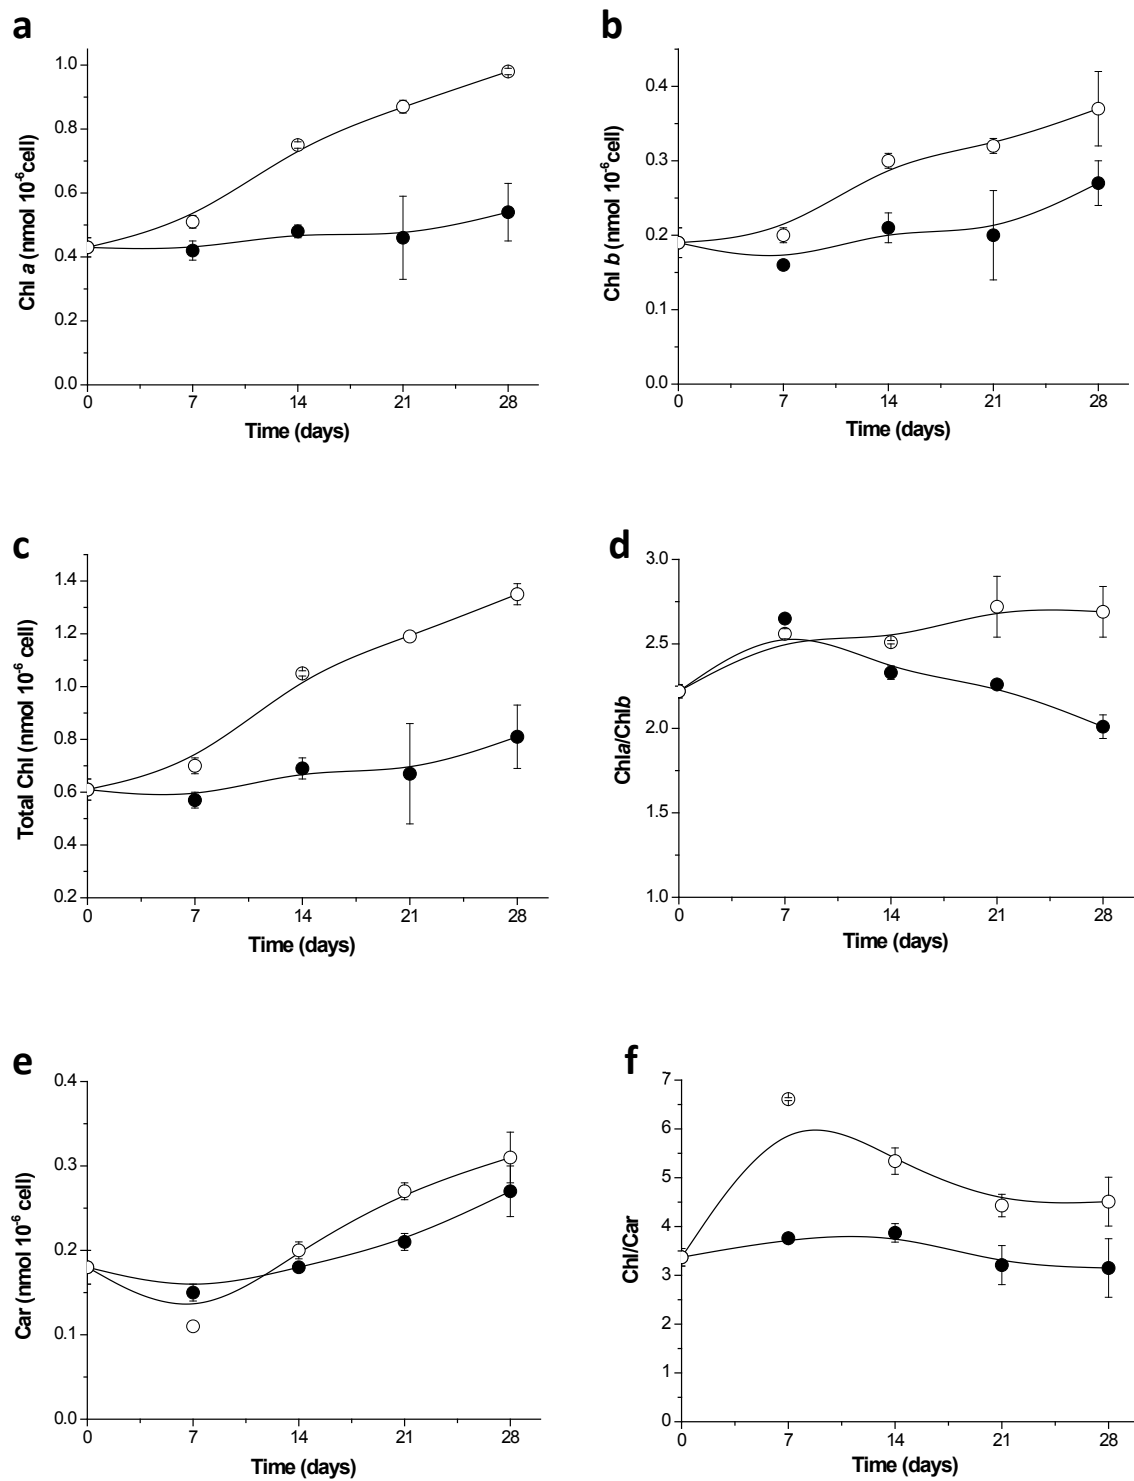 a
1.0
0.8
0.6
0.4
0.2
0.0
Chl a (nmol 10⁻⁶cell)
0 7 14 21 28
Time (days)
b
0.4
0.3
0.2
0.1
0.0
Chl b (nmol 10⁻⁶cell)
0 7 14 21 28
Time (days)
c
1.4
1.2
1.0
0.8
0.6
0.4
0.2
Total Chl (nmol 10⁻⁶ cell)
0 7 14 21 28
Time (days)
d
3.0
2.5
2.0
1.5
1.0
Chla/Chlb
0 7 14 21 28
Time (days)
e
0.4
0.3
0.2
0.1
0.0
Car (nmol 10⁻⁶ cell)
0 7 14 21 28
Time (days)
f
7
6
5
4
3
2
1
0
Chl/Car
0 7 14 21 28
Time (days)